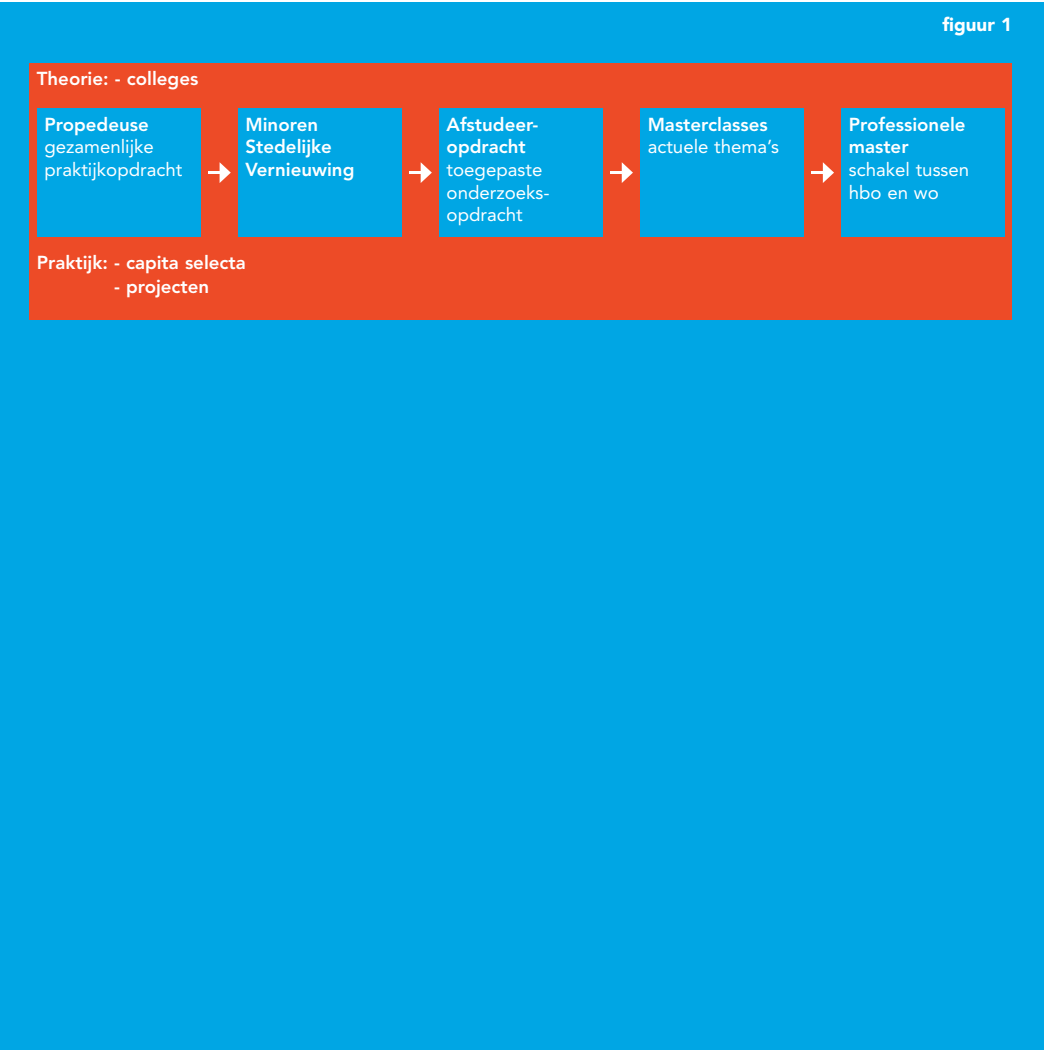 figuur 1
Theorie: - colleges
Propedeuse
gezamenlijke
praktijkopdracht
Minoren
Stedelijke
Vernieuwing
Afstudeer-
opdracht
toegepaste
onderzoeks-
opdracht
Masterclasses
actuele thema's
Professionele
master
schakel tussen
hbo en wo
Praktijk: - capita selecta
- projecten